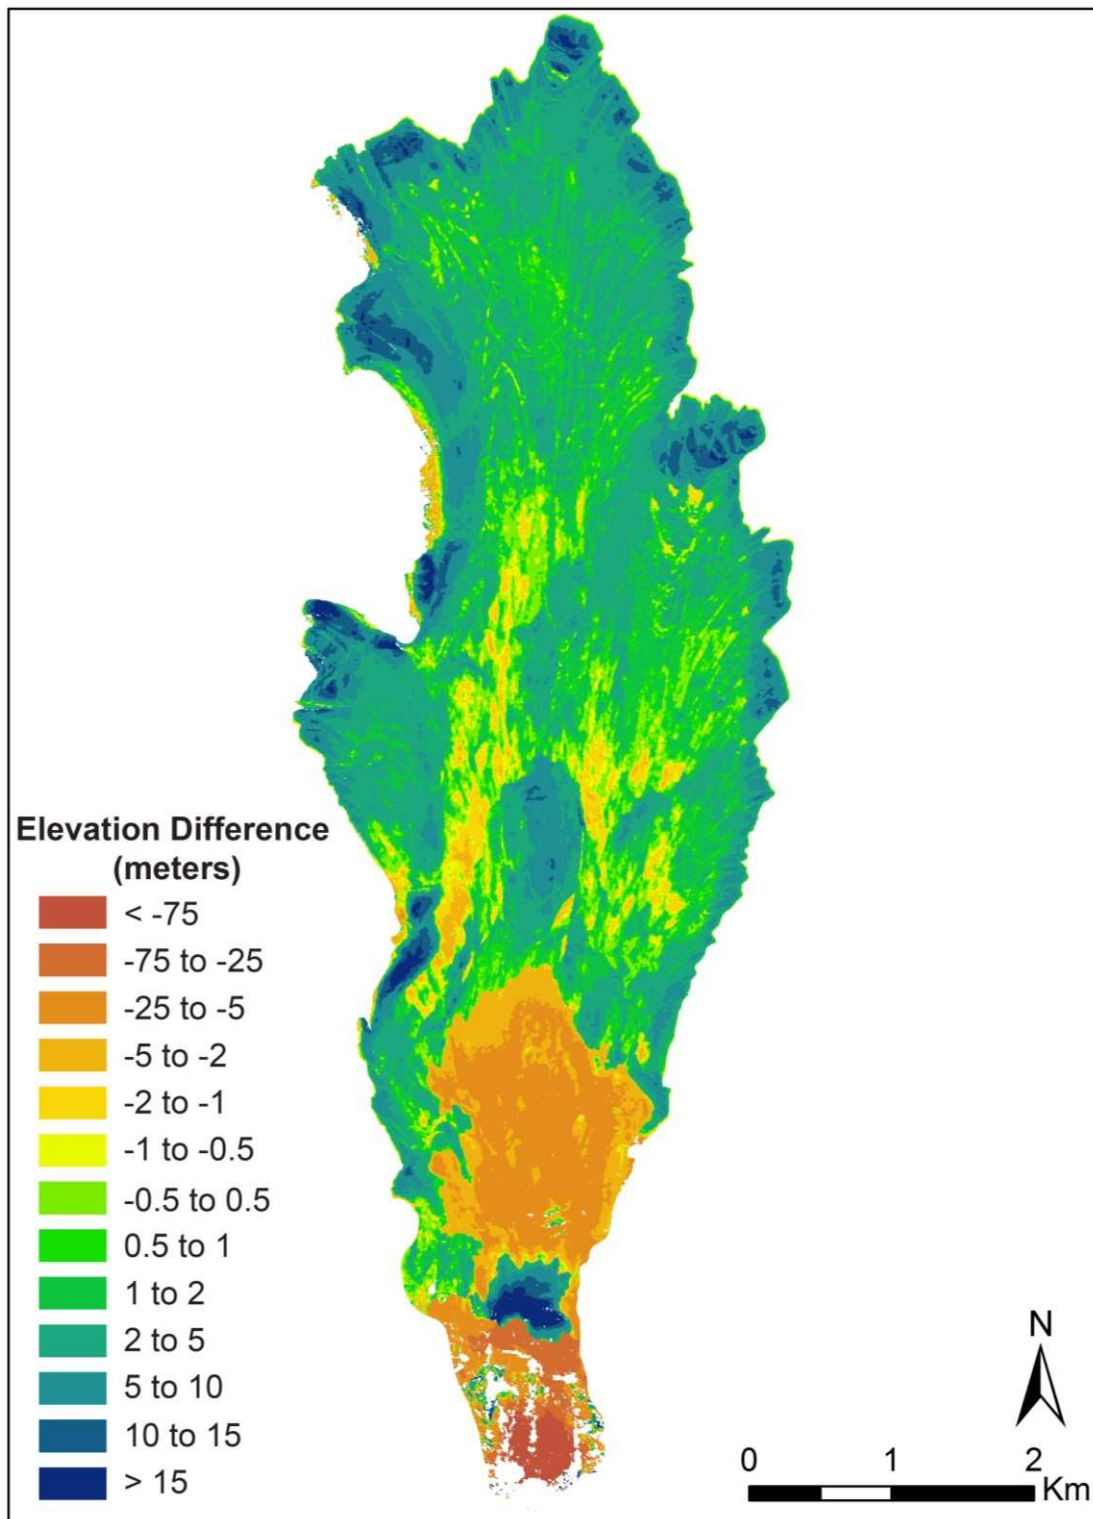 Elevation Difference
(meters)
< -75
-75 to -25
-25 to -5
-5 to -2
-2 to -1
-1 to -0.5
-0.5 to 0.5
0.5 to 1
1 to 2
2 to 5
5 to 10
10 to 15
> 15
N
0 1 2
Km